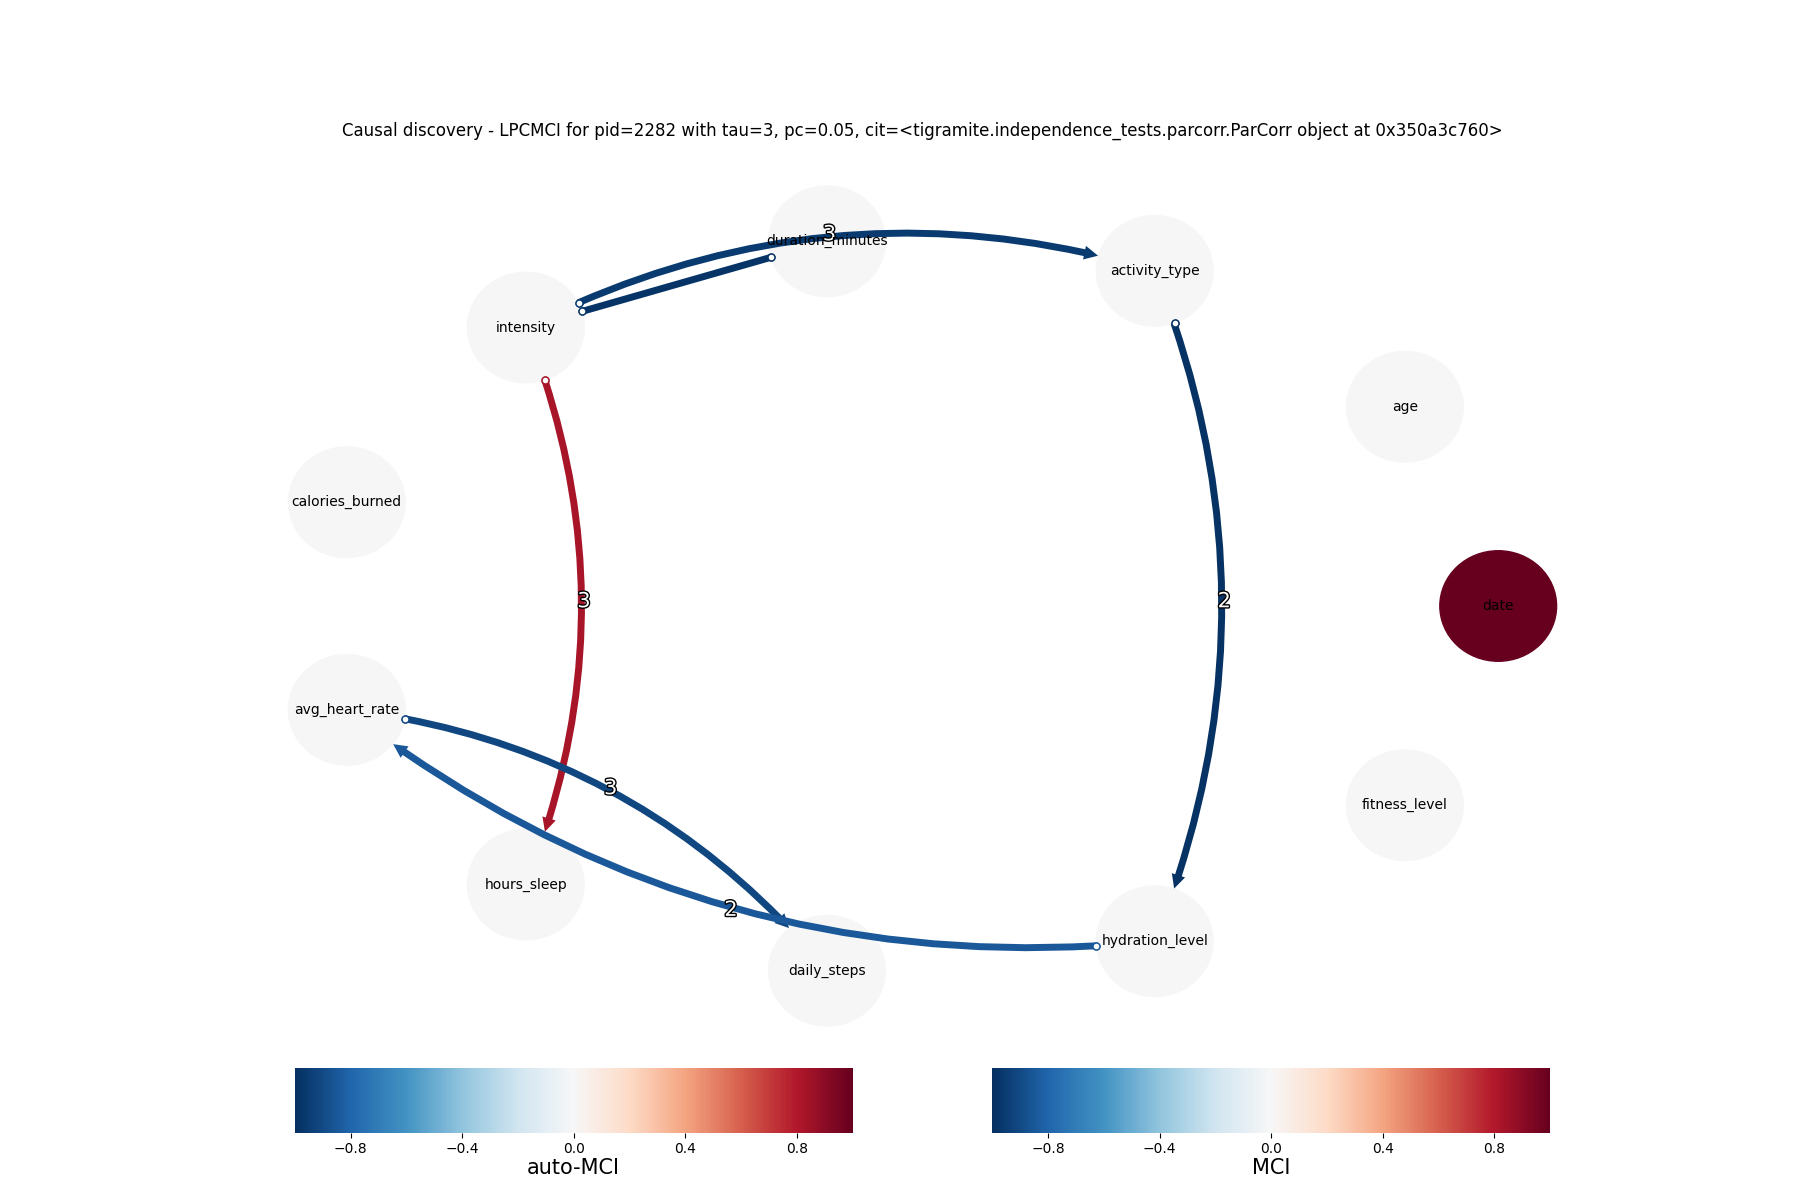 Causal discovery - LPCMCI for pid=2282 with tau=3, pc=0.05, cit=<tigramite.independence_tests.parcorr.ParCorr object at 0x350a3c760>
3
duration_minutes
activity_type
intensity
age
calories_burned
3
2
date
avg_heart_rate
3
fitness_level
hours_sleep
2
hydration_level
daily_steps
−0.8 −0.4 0.0 0.4 0.8
auto-MCI
−0.8 −0.4 0.0 0.4 0.8
MCI